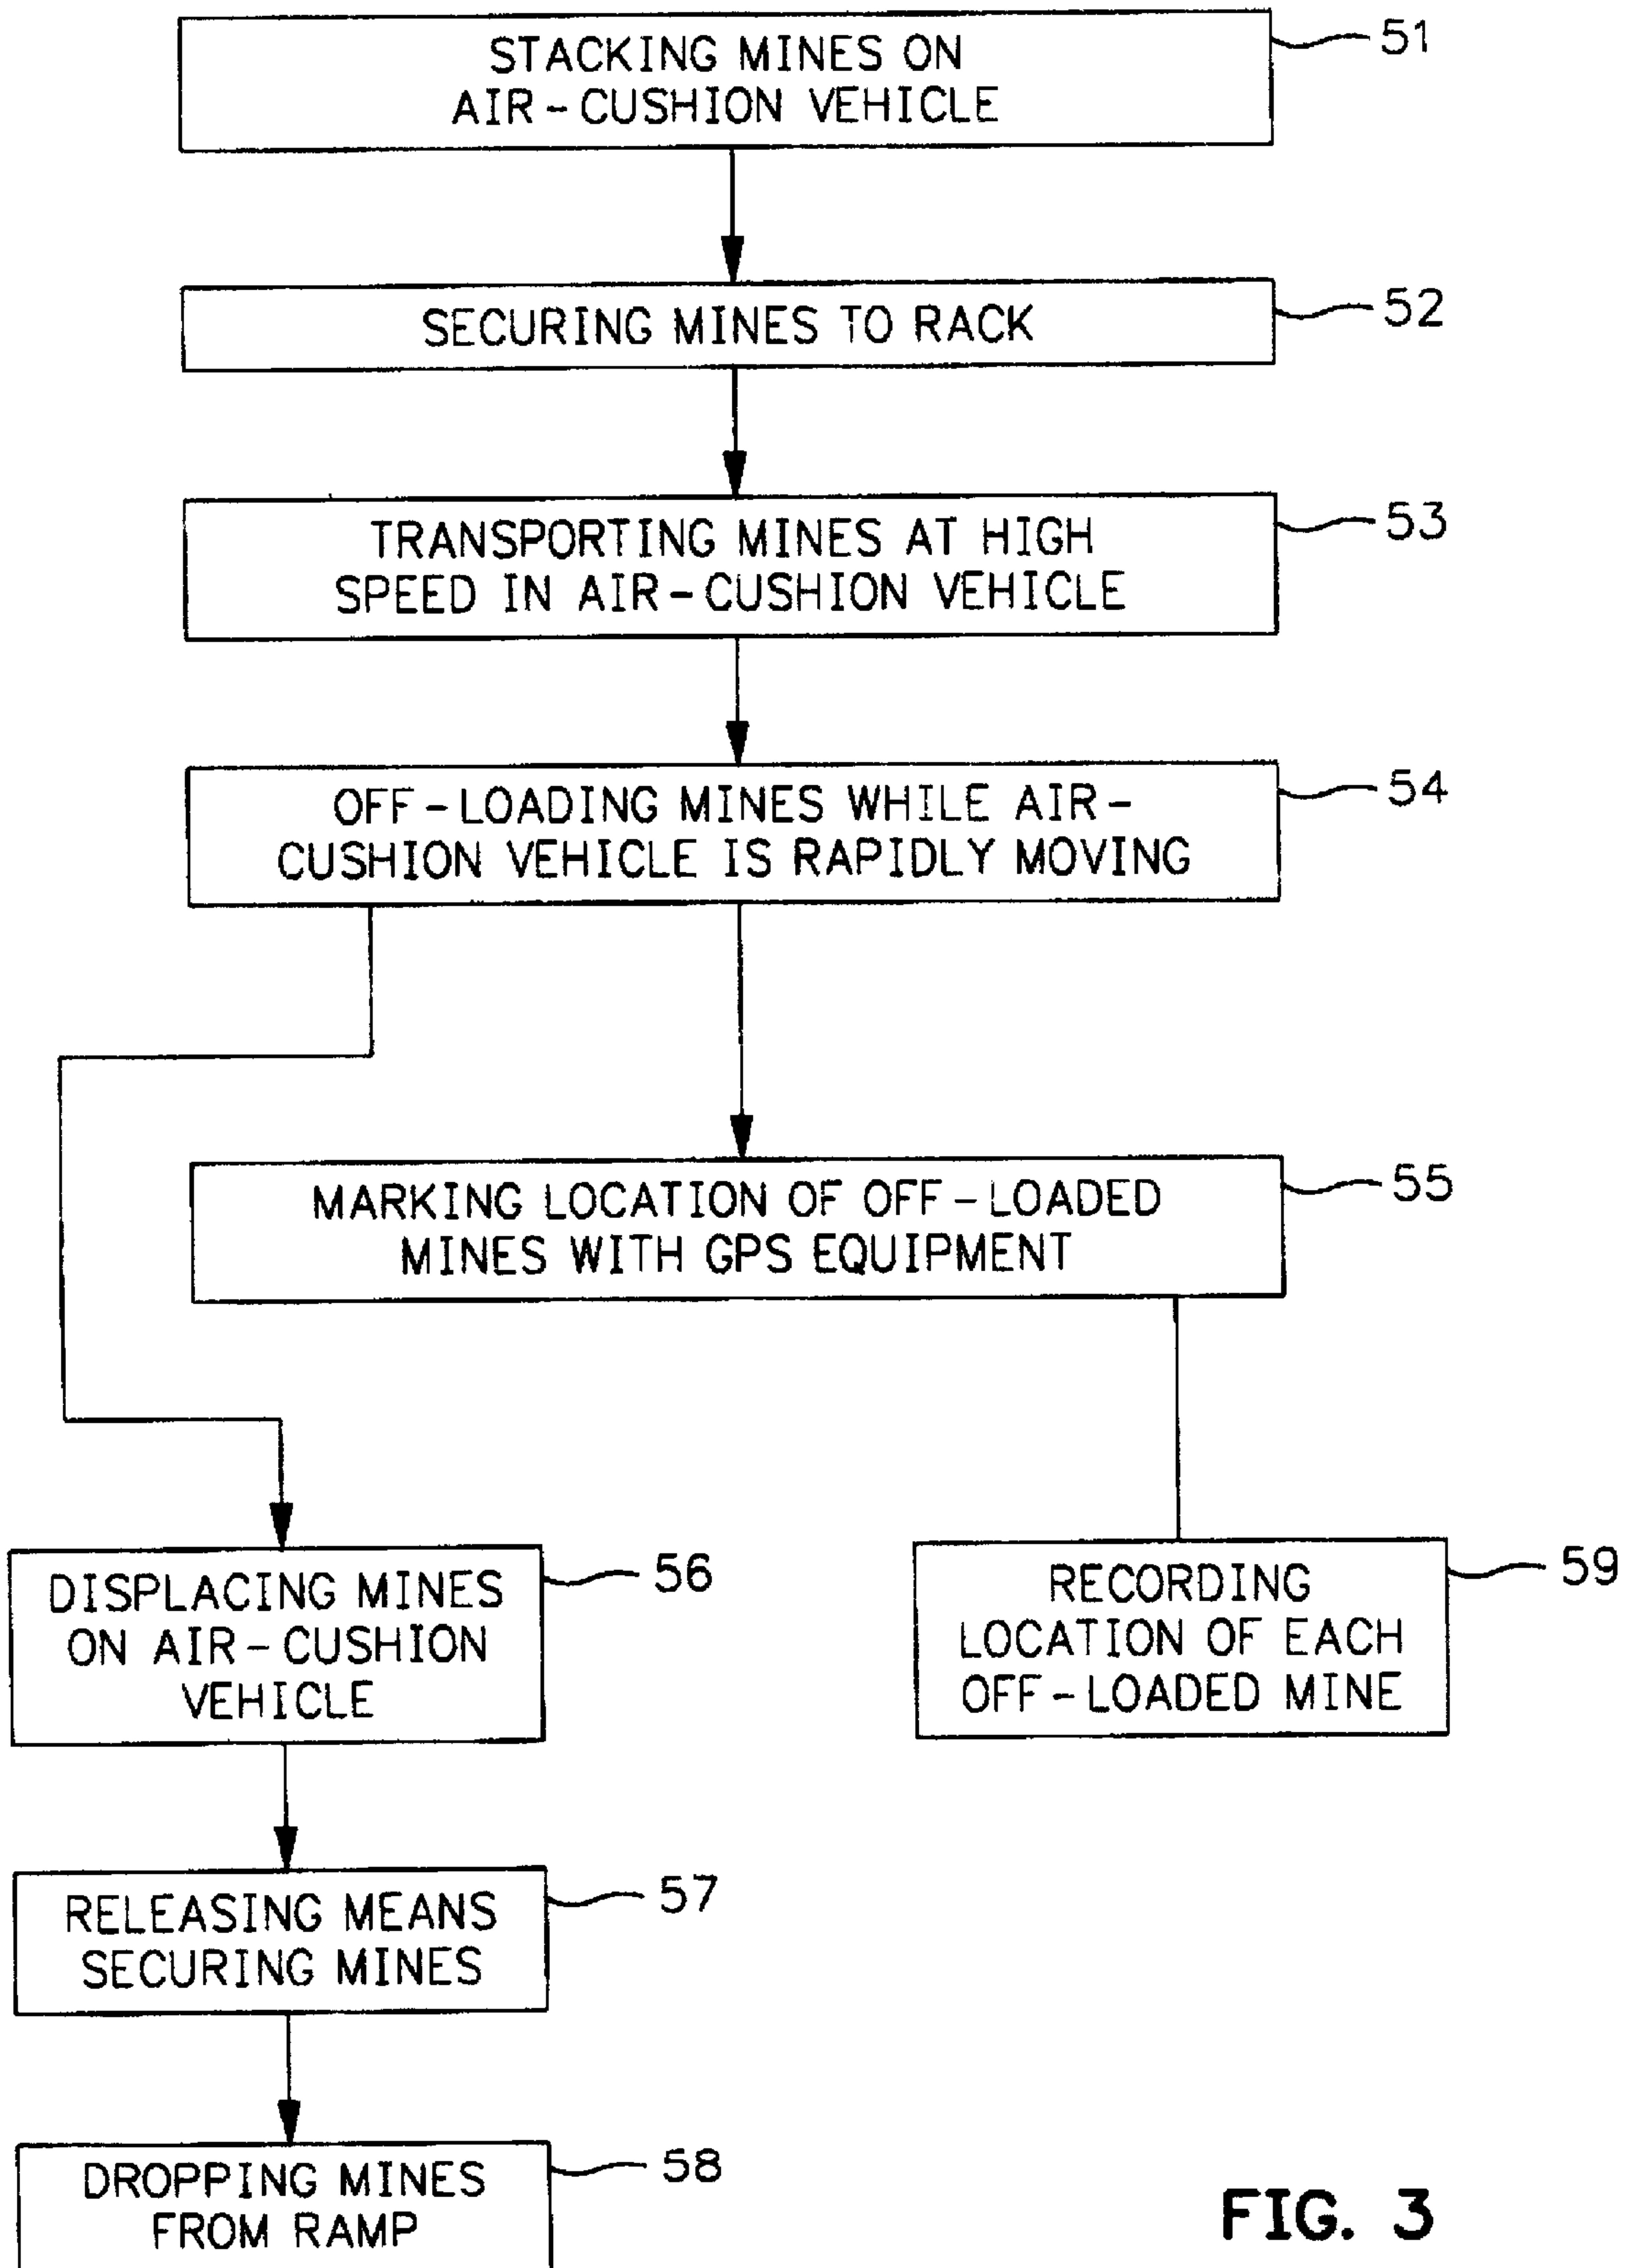 STACKING MINES ON
AIR-CUSHION VEHICLE
51
SECURING MINES TO RACK
52
TRANSPORTING MINES AT HIGH
SPEED IN AIR-CUSHION VEHICLE
53
OFF-LOADING MINES WHILE AIR-
CUSHION VEHICLE IS RAPIDLY MOVING
54
MARKING LOCATION OF OFF-LOADED
MINES WITH GPS EQUIPMENT
55
DISPLACING MINES
ON AIR-CUSHION
VEHICLE
56
RECORDING
LOCATION OF EACH
OFF-LOADED MINE
59
RELEASING MEANS
SECURING MINES
57
DROPPING MINES
FROM RAMP
58
FIG. 3